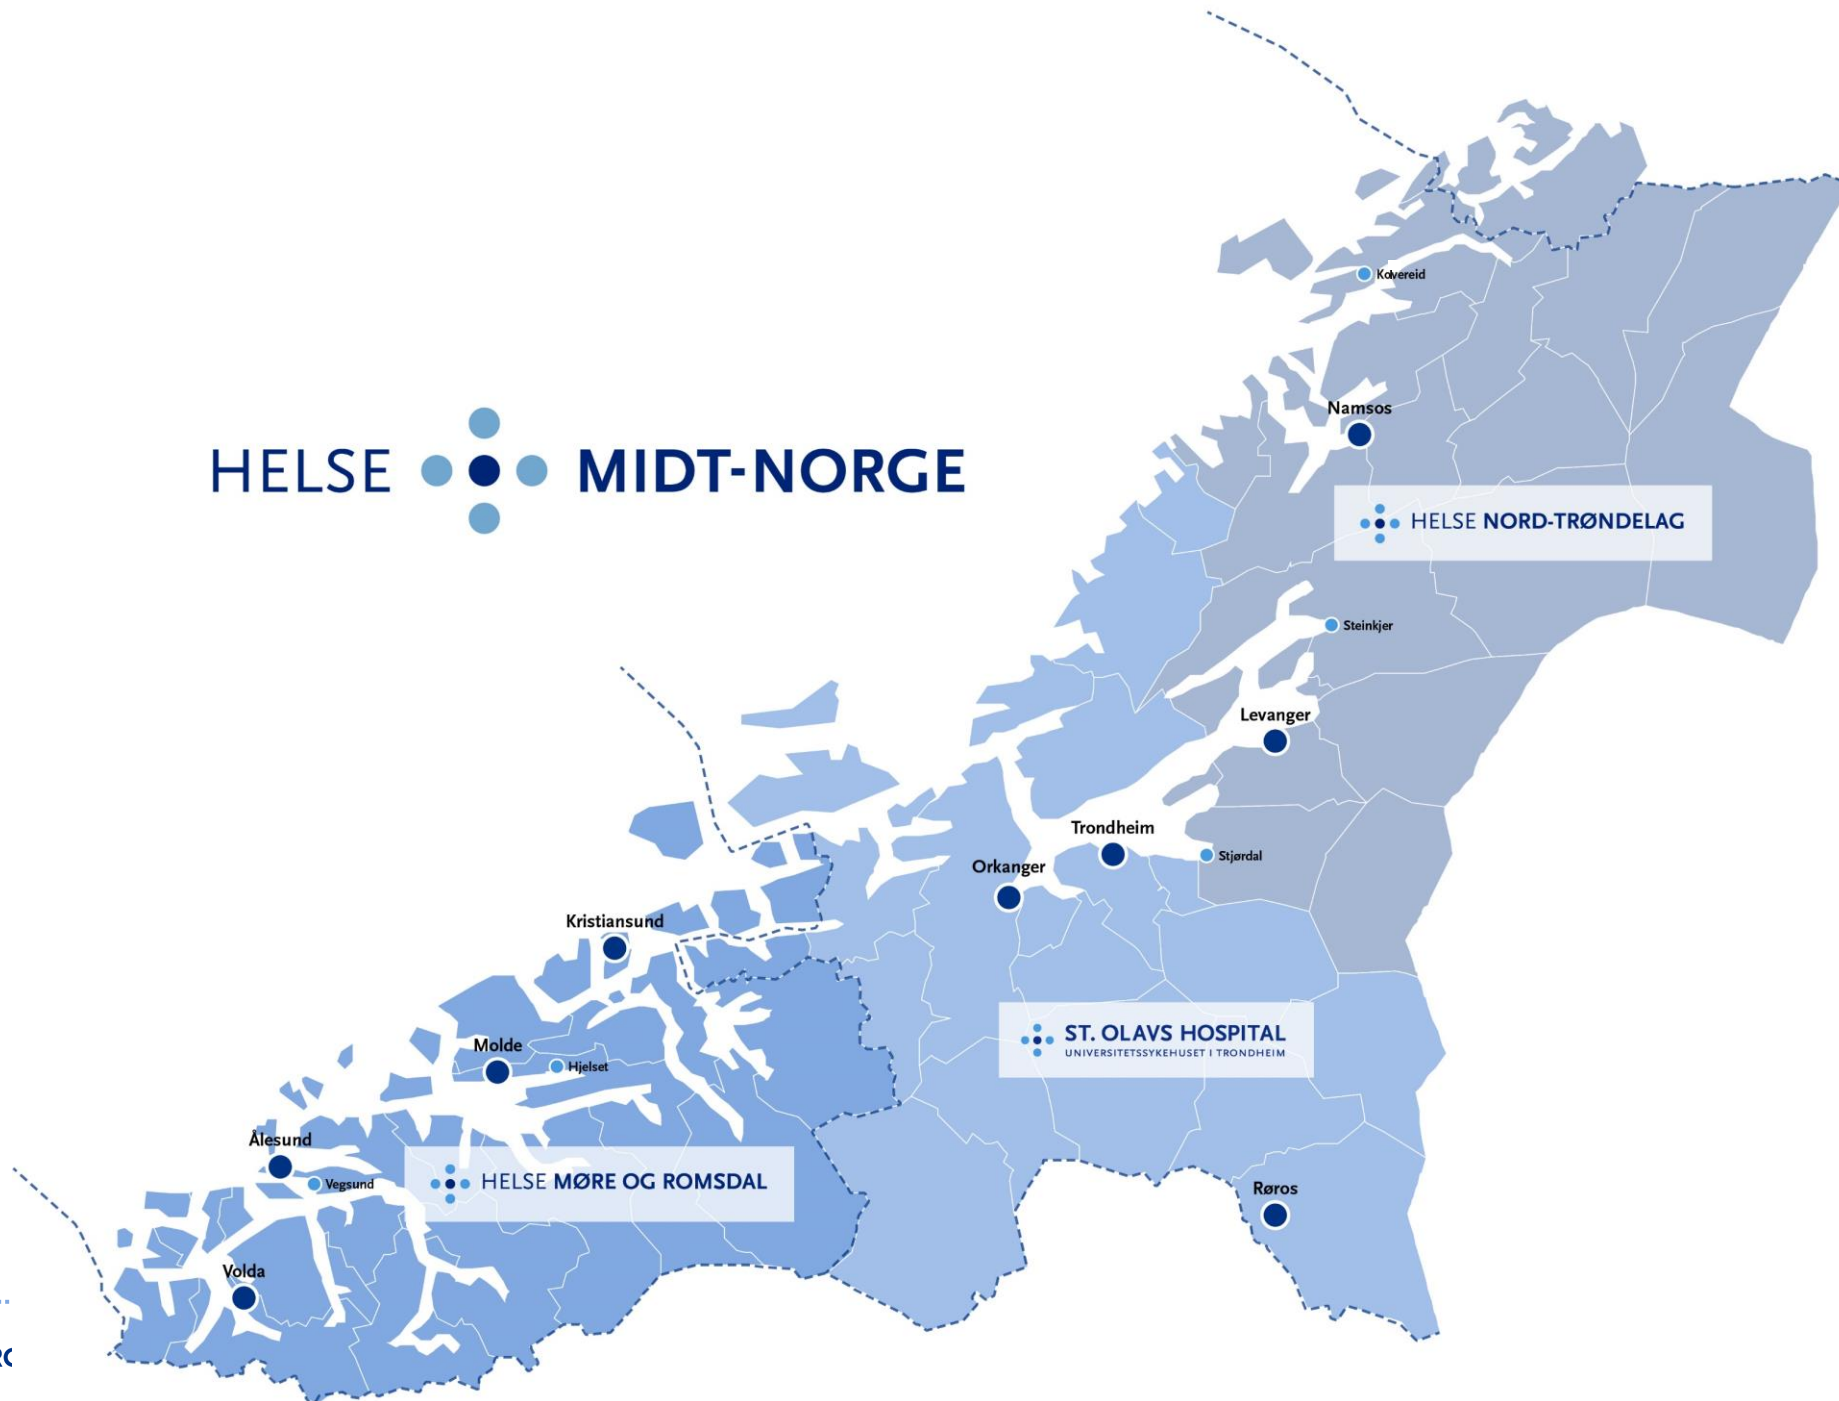 Kolvereid
Namsos
HELSE MIDT-NORGE
HELSE NORD-TRØNDELAG
Steinkjer
Levanger
Trondheim
Stjørdal
Orkanger
Kristiansund
ST. OLAVS HOSPITAL
UNIVERSITETSSYKEHUSET I TRONDHEIM
Molde
Hjelset
Ålesund
Vegsund
HELSE MØRE OG ROMSDAL
Røros
Volda